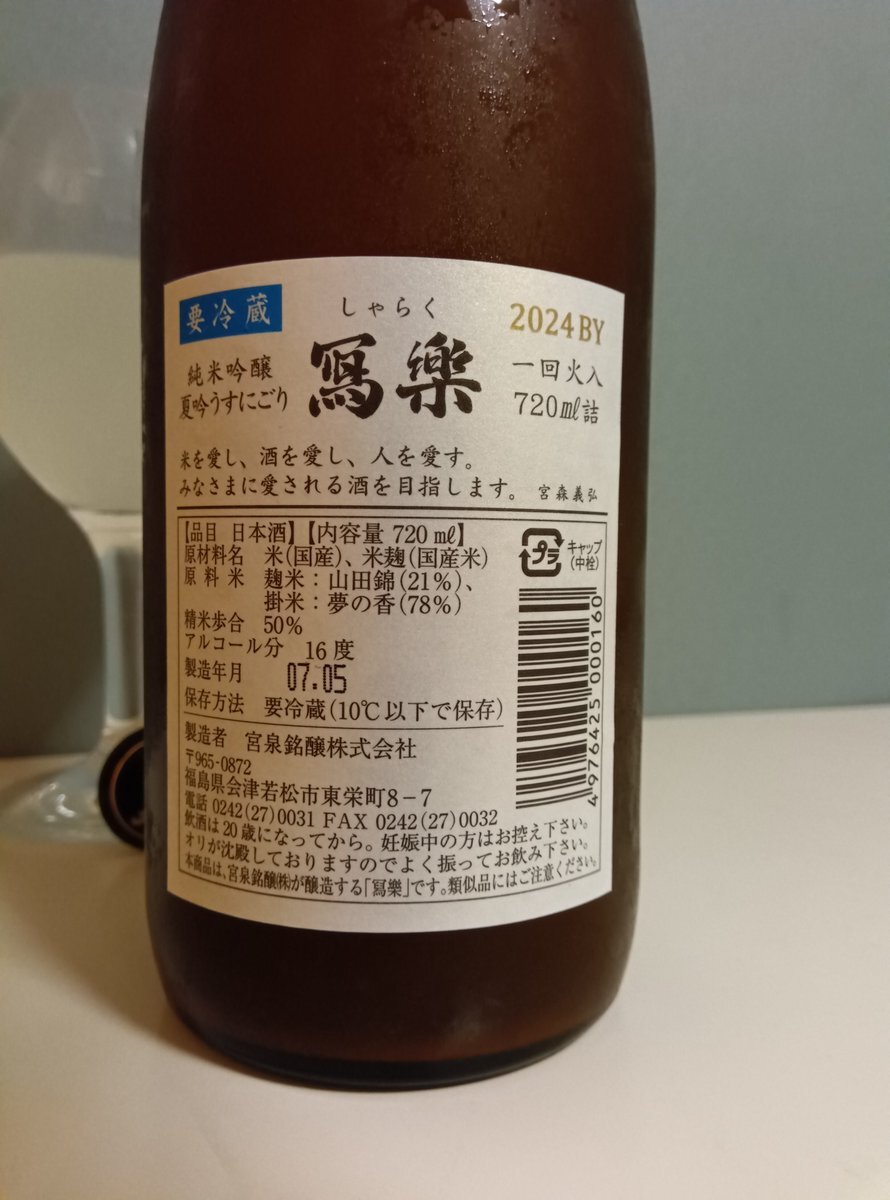 要冷蔵
しゃらく
2024BY
純米吟醸
夏吟うすにごり
冩樂
一回火入
720㎖詰
米を愛し、酒を愛し、人を愛す。
みなさまに愛される酒を目指します。 宮森義弘
【品目 日本酒】【内容量 720㎖】
原材料名 米(国産)、米麹(国産米)
原料米 麹米：山田錦(21%)、
掛米：夢の香(78%)
精米歩合 50%
アルコール分 16度
製造年月 07.05
保存方法 要冷蔵(10℃以下で保存)
プラ
キャップ
(中栓)
4976425 000160
製造者 宮泉銘醸株式会社
〒965-0872
福島県会津若松市東栄町8-7
電話 0242(27)0031 FAX 0242(27)0032
飲酒は20歳になってから。妊娠中の方はお控え下さい。
オリが沈殿しておりますのでよく振ってお飲み下さい。
本商品は、宮泉銘醸㈱が醸造する「冩樂」です。類似品にはご注意ください。